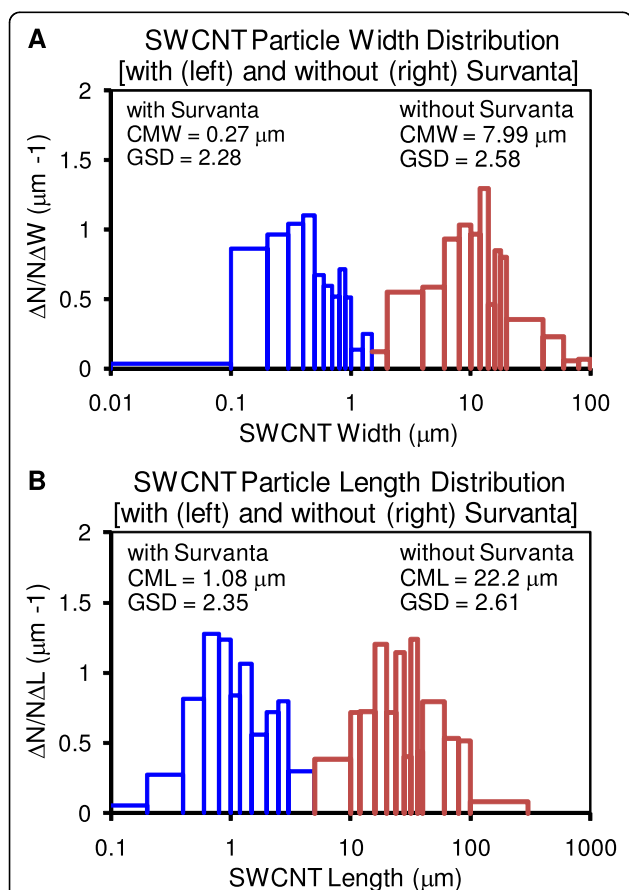 A
SWCNT Particle Width Distribution
[with (left) and without (right) Survanta]
2
1.5
1
0.5
0
ΔN/NΔW (μm -1)
with Survanta
CMW = 0.27 μm
GSD = 2.28
without Survanta
CMW = 7.99 μm
GSD = 2.58
0.01 0.1 1 10 100
SWCNT Width (μm)
B
SWCNT Particle Length Distribution
[with (left) and without (right) Survanta]
2
1.5
1
0.5
0
ΔN/NΔL (μm -1)
with Survanta
CML = 1.08 μm
GSD = 2.35
without Survanta
CML = 22.2 μm
GSD = 2.61
0.1 1 10 100 1000
SWCNT Length (μm)